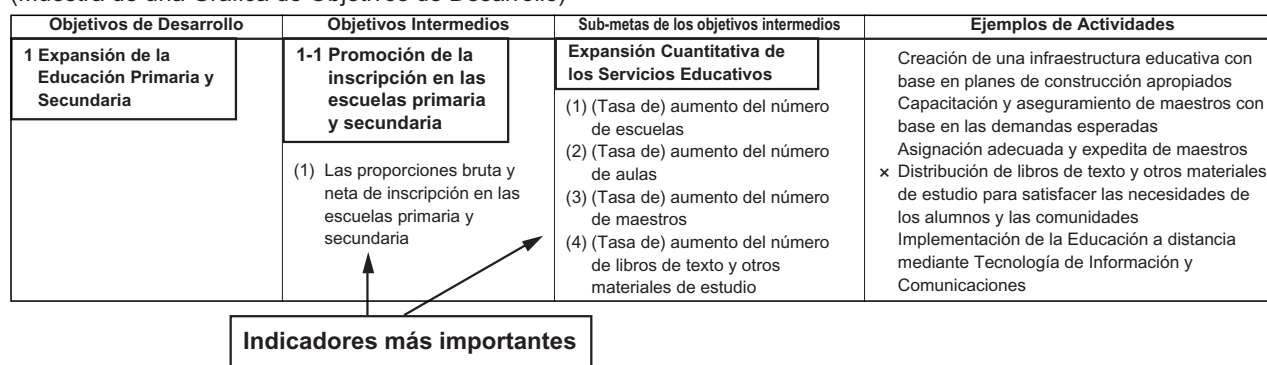 (Muestra de una Gráfica de Objetivos de Desarrollo)
Objetivos de Desarrollo
Objetivos Intermedios
Sub-metas de los objetivos intermedios
Ejemplos de Actividades
1 Expansión de la
Educación Primaria y
Secundaria
1-1 Promoción de la
inscripción en las
escuelas primaria
y secundaria
(1) Las proporciones bruta y
neta de inscripción en las
escuelas primaria y
secundaria
Expansión Cuantitativa de
los Servicios Educativos
(1) (Tasa de) aumento del número
de escuelas
(2) (Tasa de) aumento del número
de aulas
(3) (Tasa de) aumento del número
de maestros
(4) (Tasa de) aumento del número
de libros de texto y otros
materiales de estudio
Creación de una infraestructura educativa con
base en planes de construcción apropiados
Capacitación y aseguramiento de maestros con
base en las demandas esperadas
Asignación adecuada y expedita de maestros
× Distribución de libros de texto y otros materiales
de estudio para satisfacer las necesidades de
los alumnos y las comunidades
Implementación de la Educación a distancia
mediante Tecnología de Información y
Comunicaciones
Indicadores más importantes